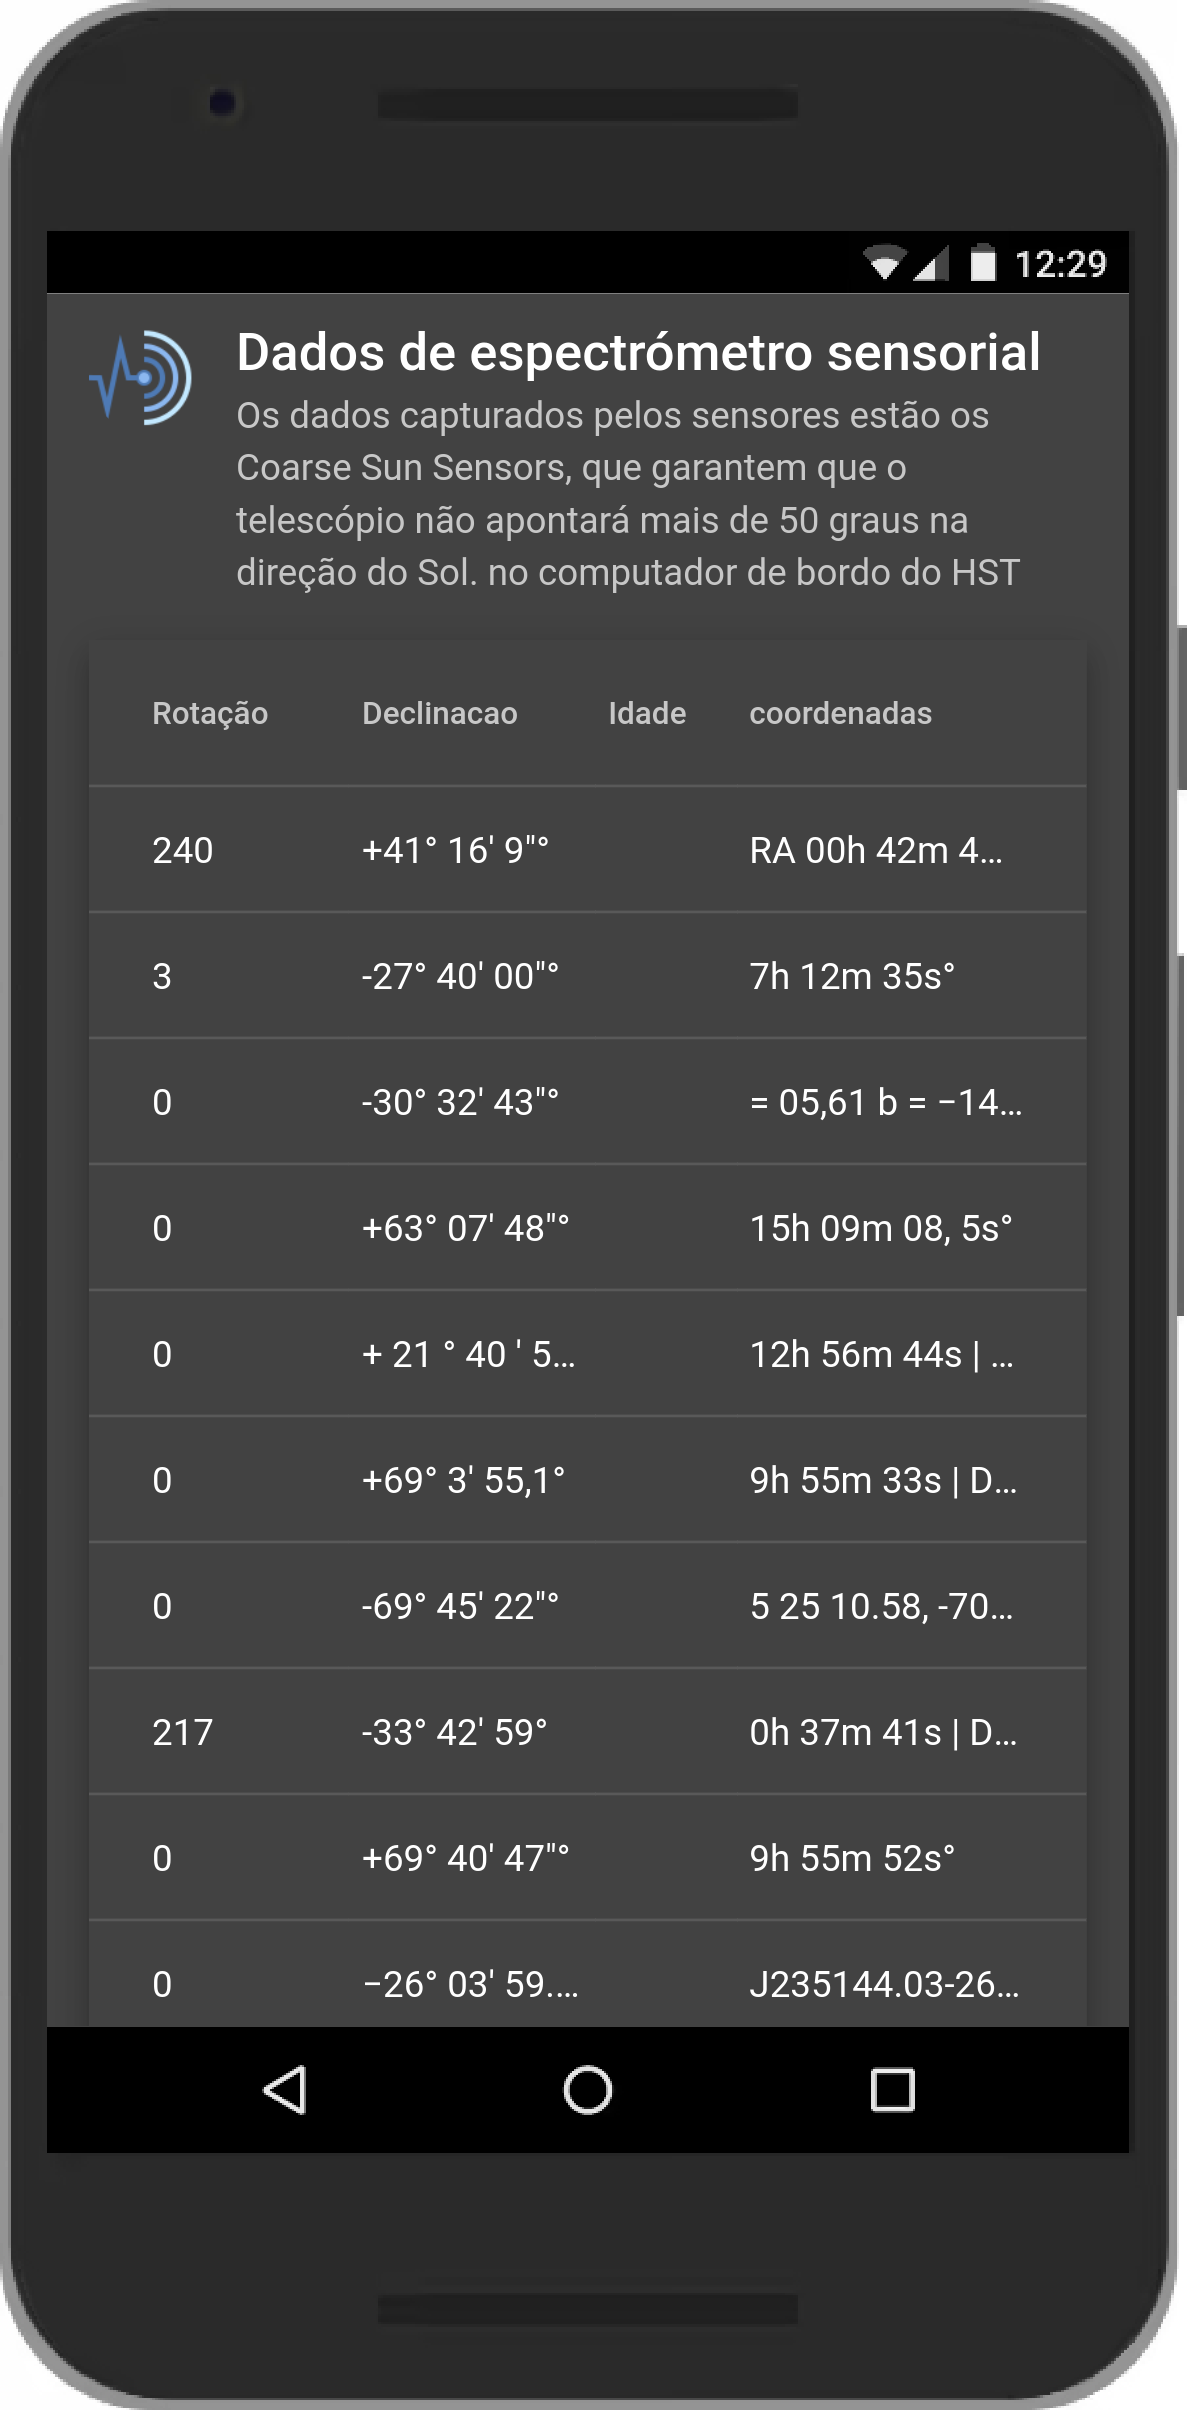 12:29
Dados de espectrómetro sensorial
Os dados capturados pelos sensores estão os
Coarse Sun Sensors, que garantem que o
telescópio não apontará mais de 50 graus na
direção do Sol. no computador de bordo do HST
Rotação Declinacao Idade coordenadas
240 +41° 16' 9"° RA 00h 42m 4...
3 -27° 40' 00"° 7h 12m 35s°
0 -30° 32' 43"° = 05,61 b = −14...
0 +63° 07' 48"° 15h 09m 08, 5s°
0 + 21 ° 40 ' 5... 12h 56m 44s | ...
0 +69° 3' 55,1° 9h 55m 33s | D...
0 -69° 45' 22"° 5 25 10.58, -70...
217 -33° 42' 59° 0h 37m 41s | D...
0 +69° 40' 47"° 9h 55m 52s°
0 −26° 03' 59.... J235144.03-26...